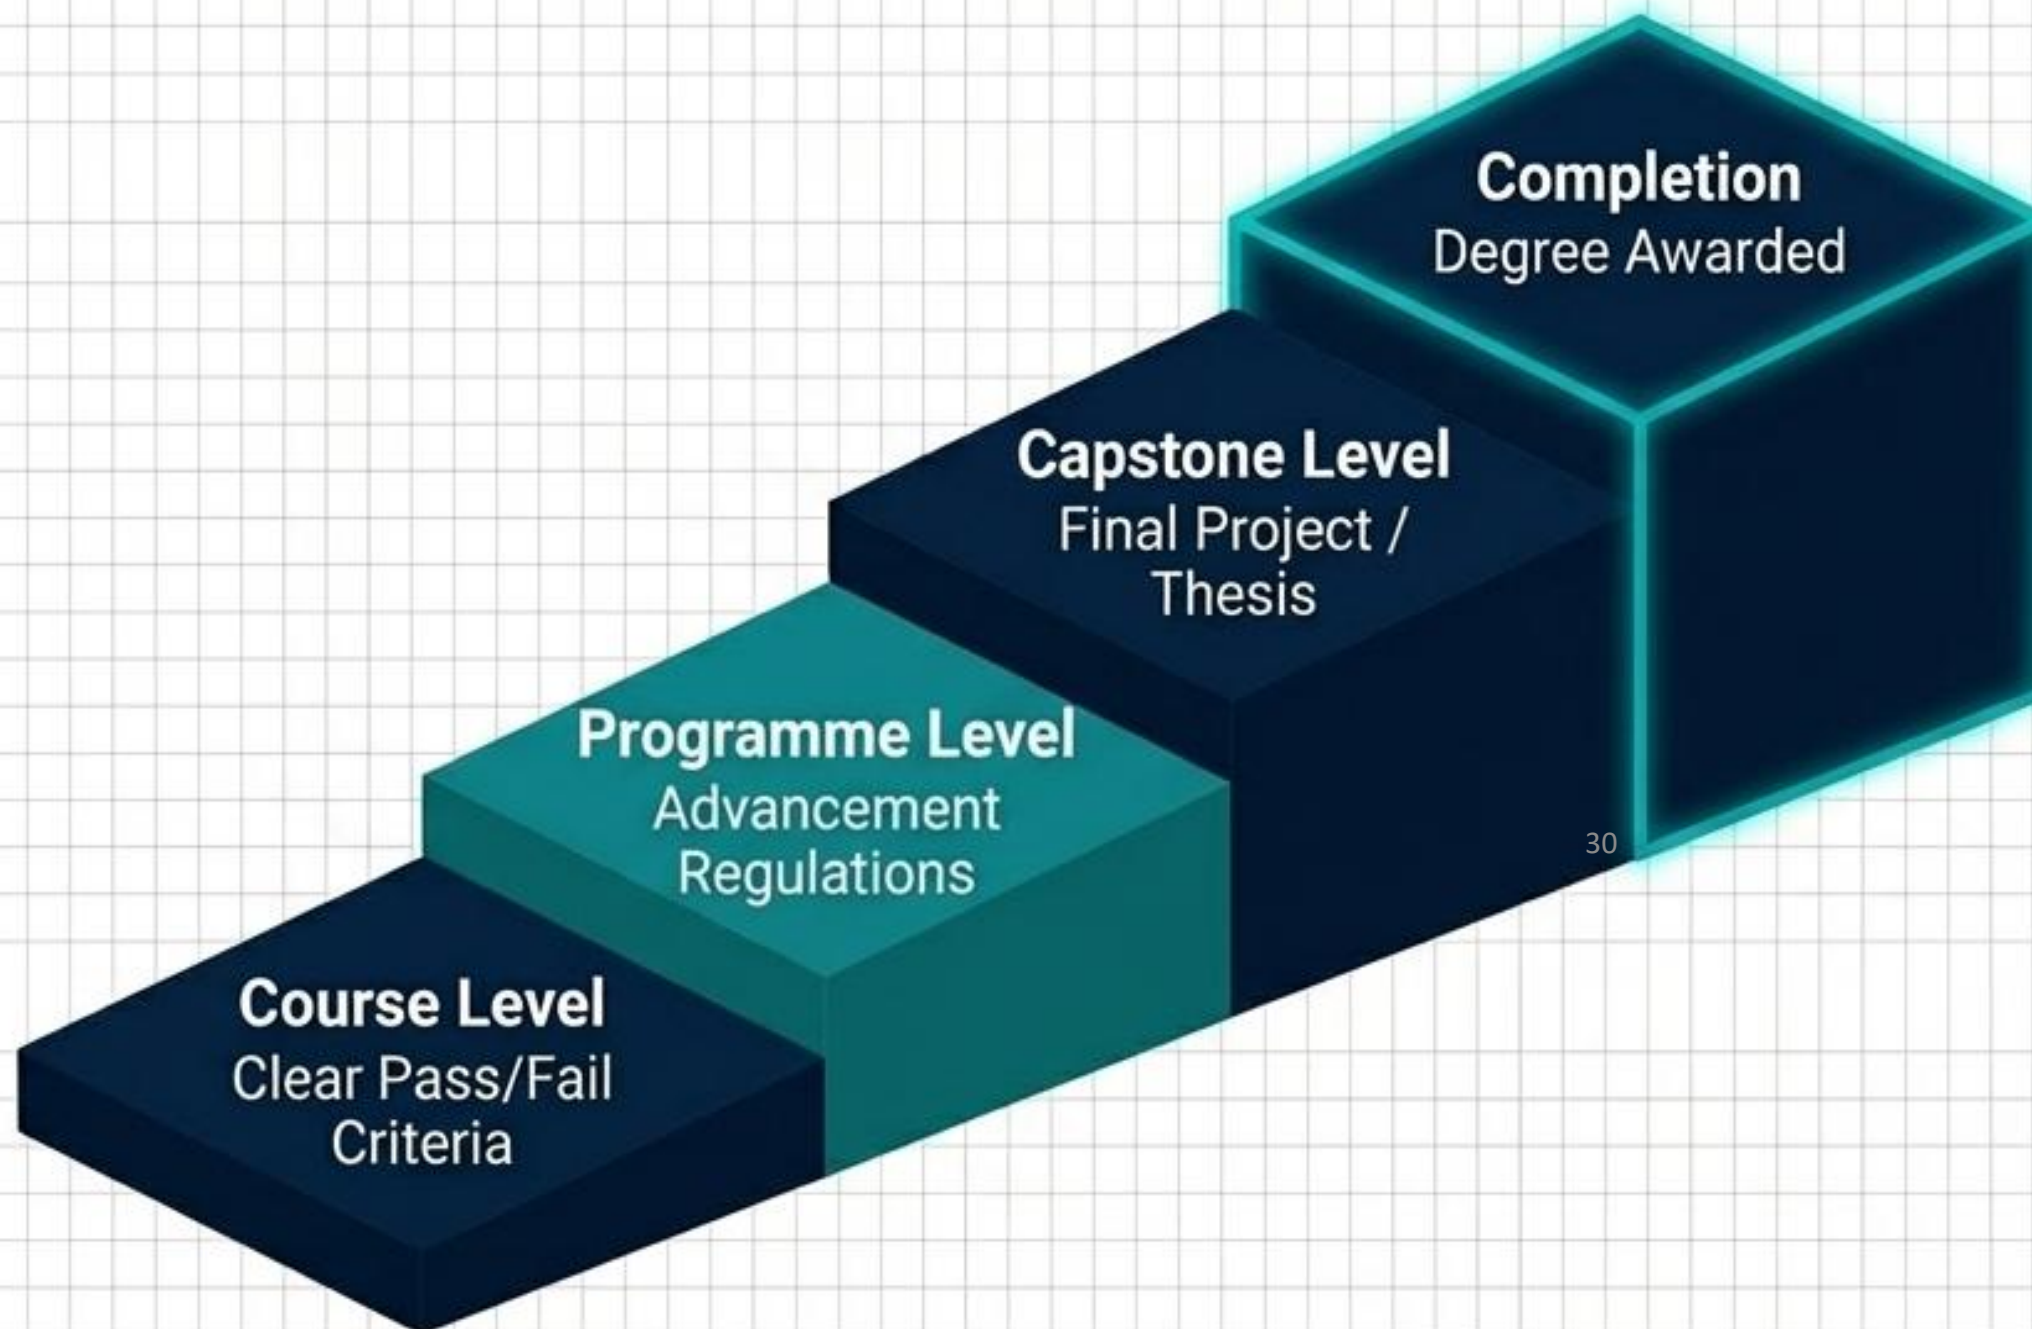 Completion
Degree Awarded
Capstone Level
Final Project /
Thesis
Programme Level
Advancement
Regulations
30
Course Level
Clear Pass/Fail
Criteria